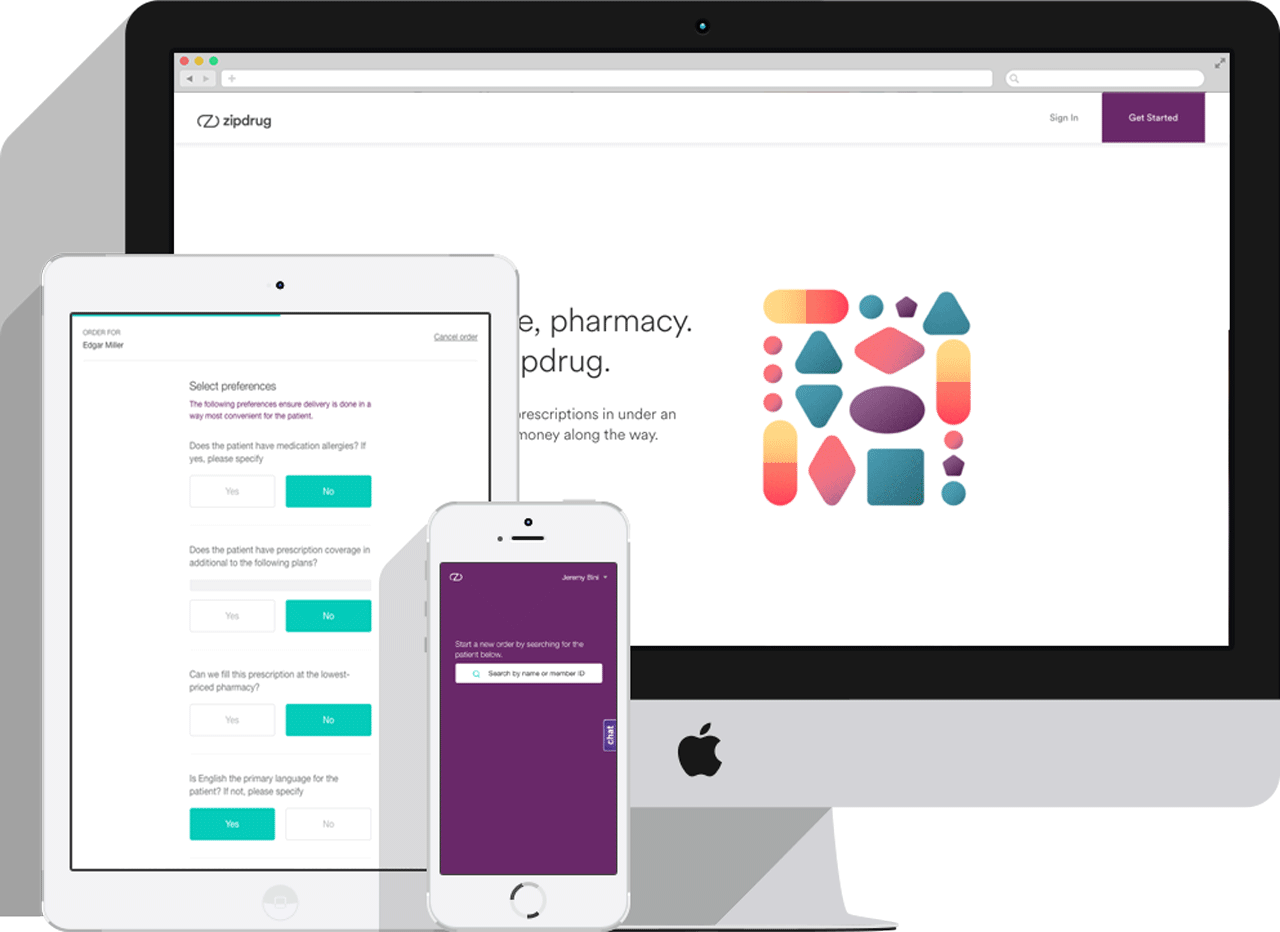 zipdrug
Sign In
Get Started
e, pharmacy.
pdrug.
rescriptions in under an
money along the way.
ORDER FOR
Edgar Miller
Cancel order
Select preferences
The following preferences ensure delivery is done in a
way most convenient for the patient.
Does the patient have medication allergies? If
yes, please specify
Yes
No
Does the patient have prescription coverage in
additional to the following plans?
Yes
No
Can we fill this prescription at the lowest-
priced pharmacy?
Yes
No
Is English the primary language for the
patient? If not, please specify
Yes
No
Jeremy Bini
Start a new order by searching for the
patient below.
Search by name or member ID
chat